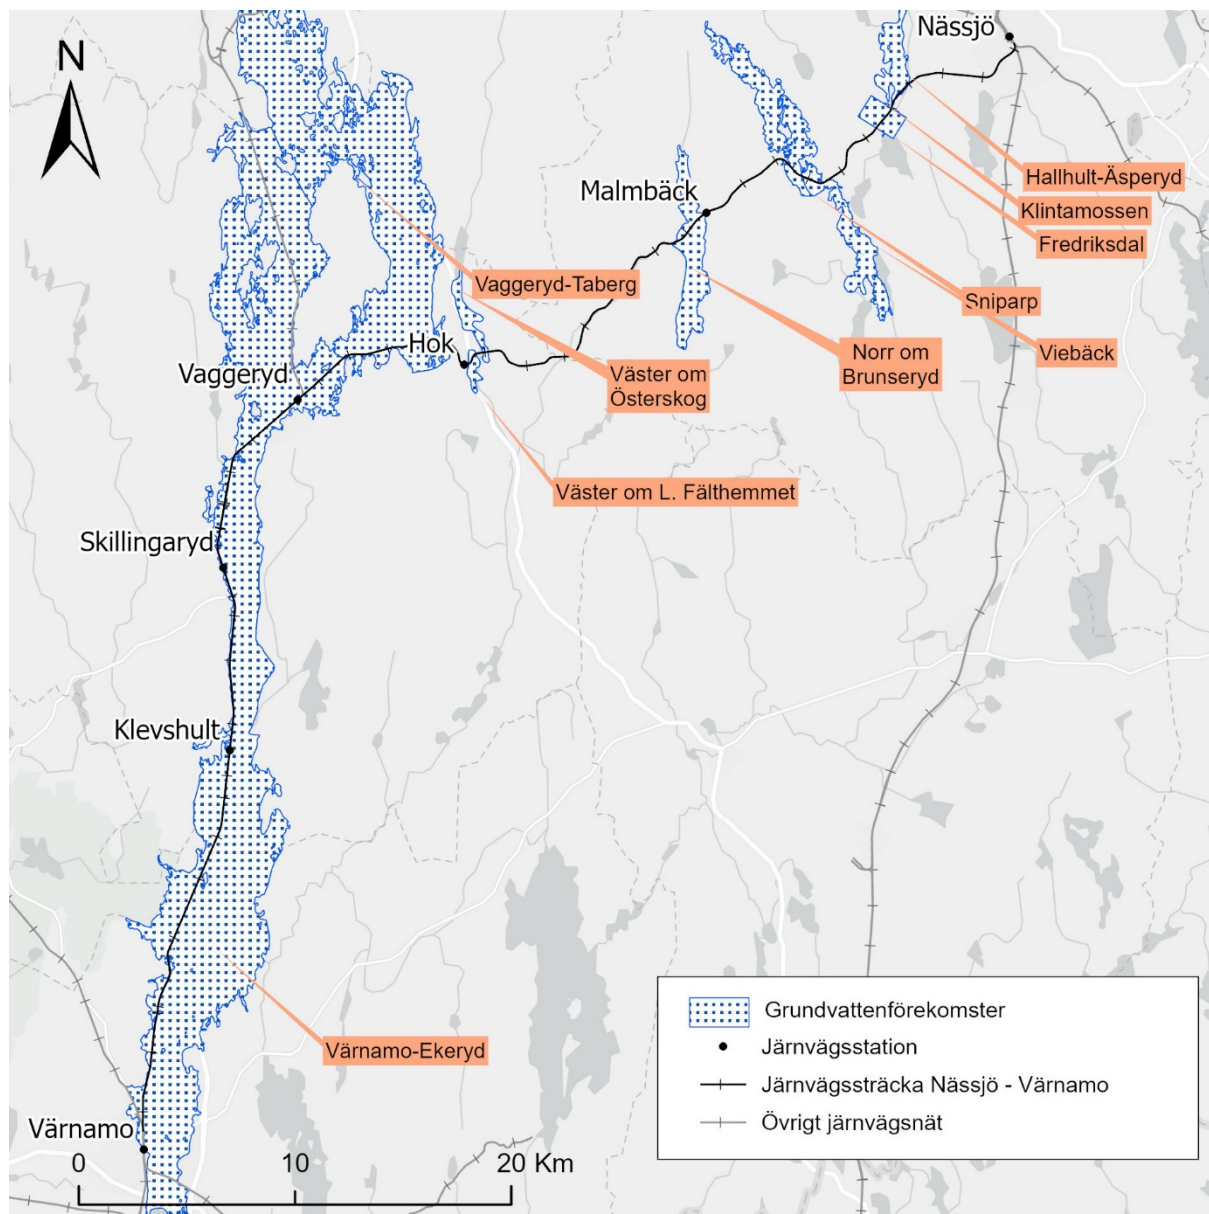 Nässjö
N
Hallhult-Äsperyd
Malmbäck
Klintamossen
Fredriksdal
Vaggeryd-Taberg
Sniparp
Hok
Viebäck
Norr om
Brunseryd
Vaggeryd
Väster om
Österskog
Väster om L. Fälthemmet
Skillingaryd
Klevshult
Värnamo-Ekeryd
Värnamo
0 10 20 Km
Grundvattenförekomster
Järnvägsstation
Järnvägssträcka Nässjö - Värnamo
Övrigt järnvägsnät